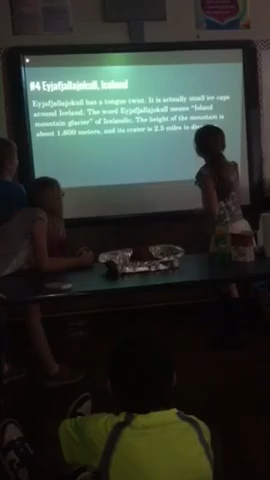 #4 Eyjafjallajokull, Iceland
Eyjafjallajokull has a tongue twist. It is actually small ice caps
around Iceland. The word Eyjafjallajokull means "Island
mountain glacier" of Icelandic. The height of the mountain is
about 1,600 meters, and its crater is 2.5 miles in